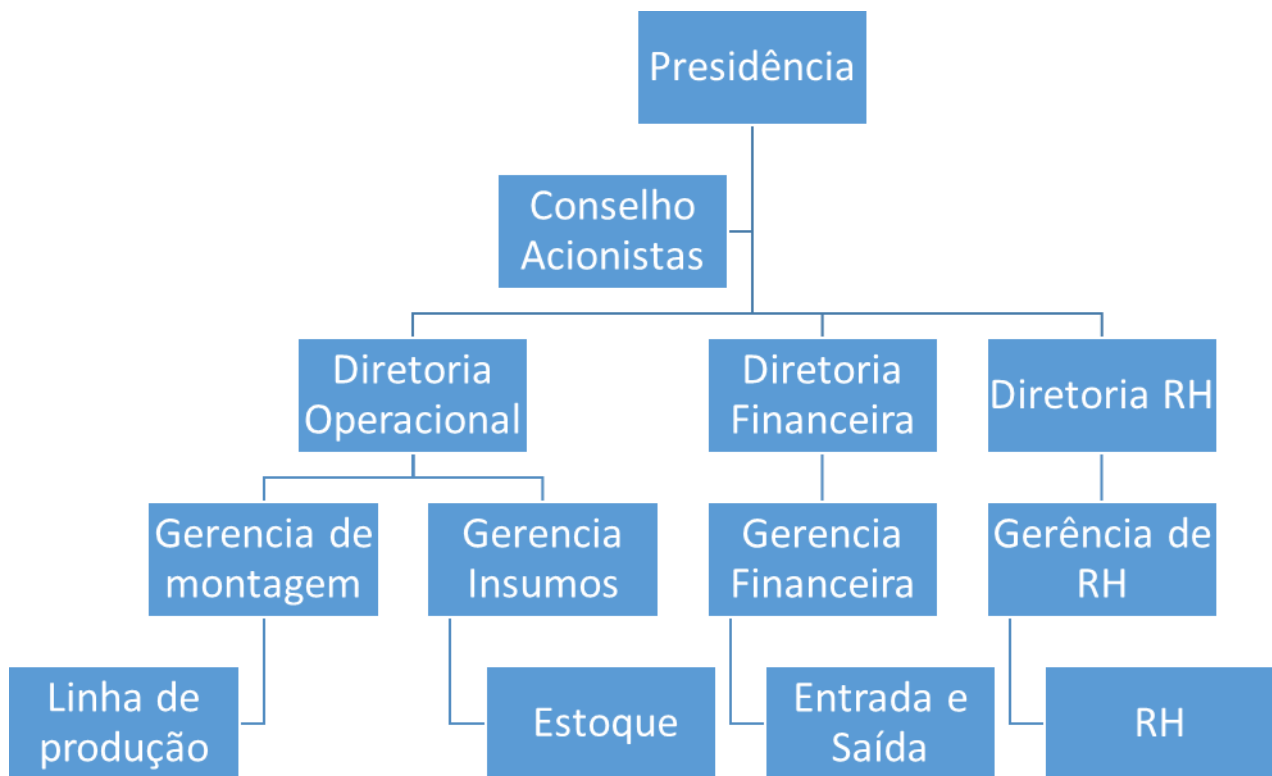 Presidência
Conselho
Acionistas
Diretoria
Operacional
Diretoria
Financeira
Diretoria RH
Gerencia de
montagem
Gerencia
Insumos
Gerencia
Financeira
Gerência de
RH
Linha de
produção
Estoque
Entrada e
Saída
RH